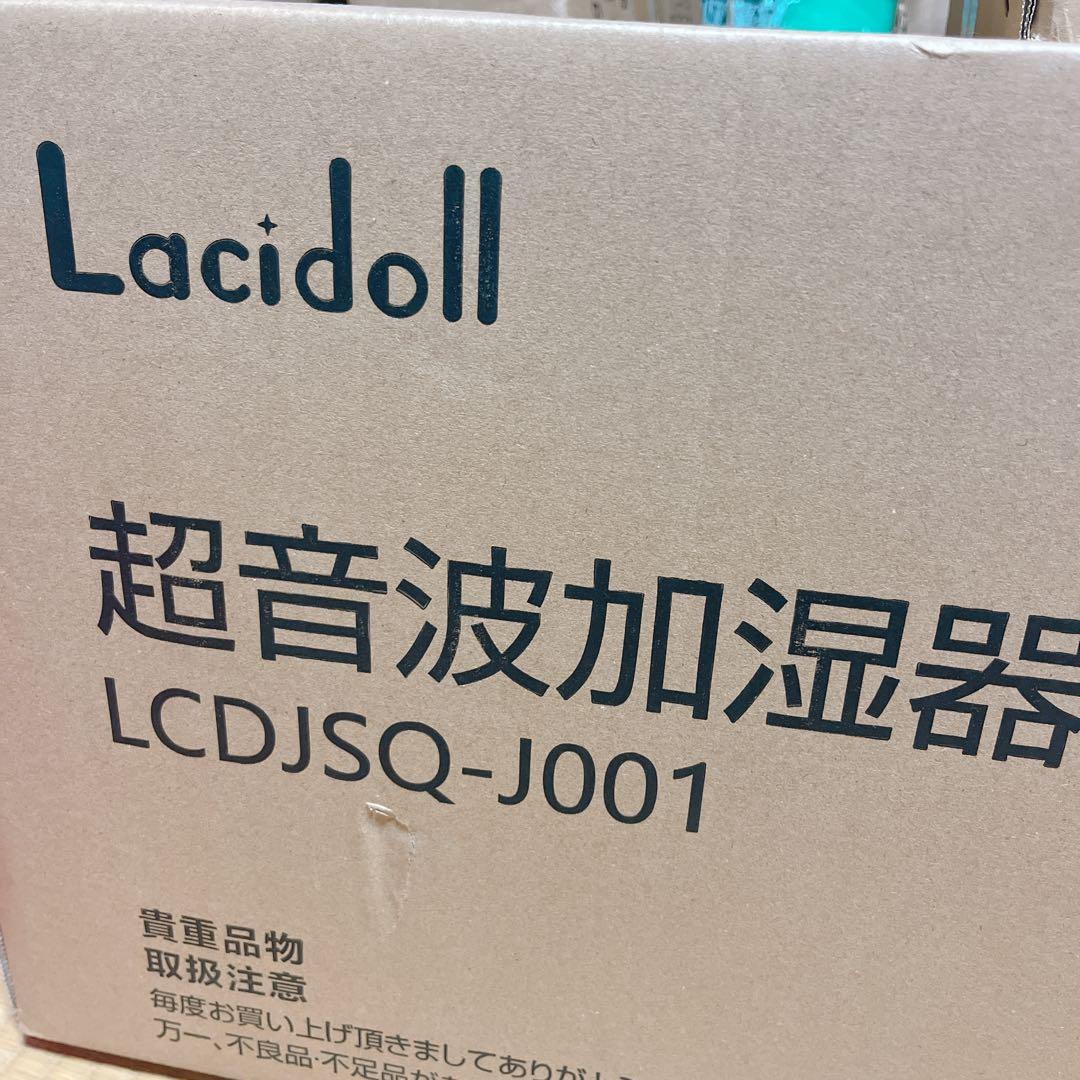 Lacidoll
超音波加湿器
LCDJSQ-J001
貴重品物
取扱注意
毎度お買い上げ頂きましてありが
万一、不良品・不足品が